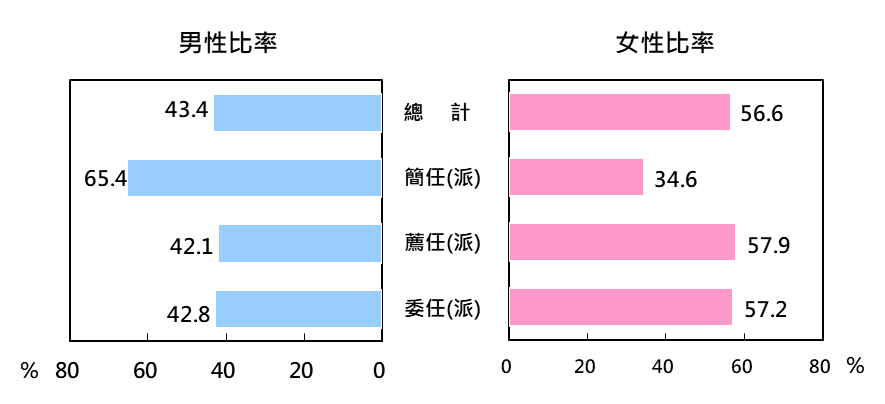 男性比率 女性比率
43.4 總 計 56.6
65.4 簡任(派) 34.6
42.1 薦任(派) 57.9
42.8 委任(派) 57.2
% 80 60 40 20 0 0 20 40 60 80 %